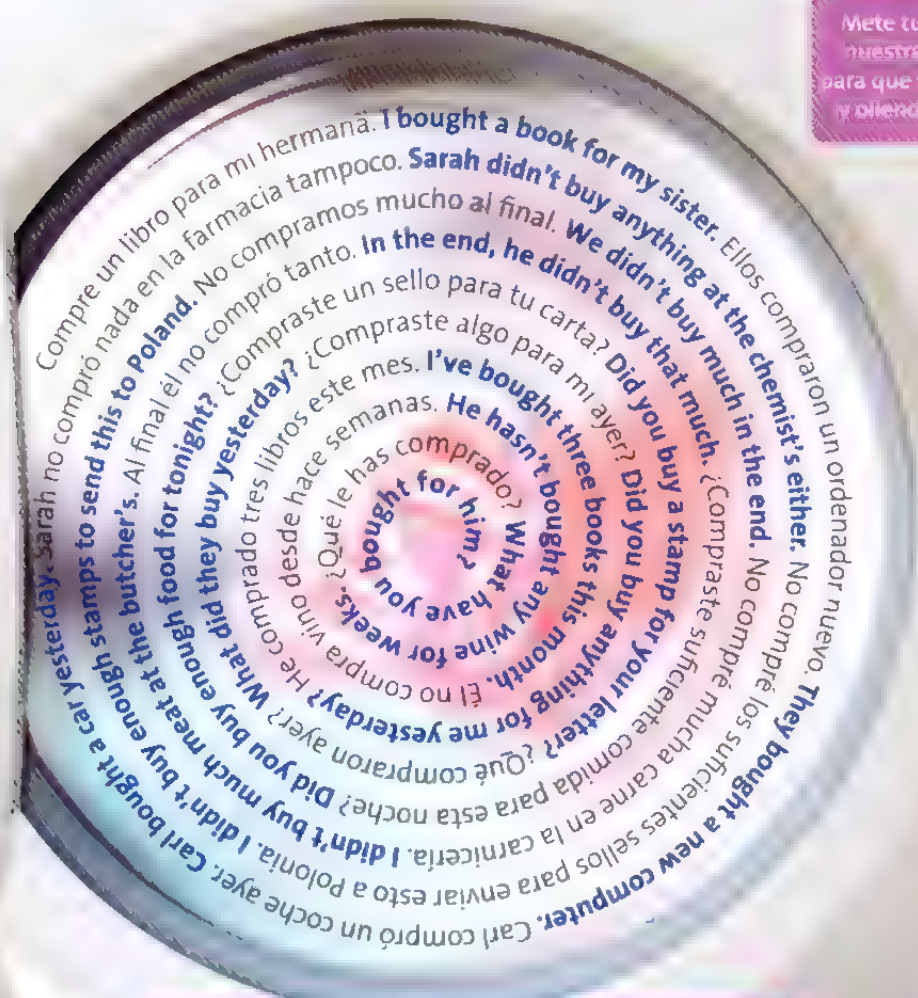 Compre un libro para mi hermana. I bought a book for my sister. Ellos compraron un ordenador nuevo. They bought a new computer. Carl compró un coche ayer. Carl bought a car yesterday.
Sarah no compró nada en la farmacia tampoco. Sarah didn't buy anything at the chemist's either. No compré los suficientes sellos para enviar esto a Polonia. I didn't buy enough stamps to send this to Poland.
No compramos mucho al final. We didn't buy much in the end. No compré mucha carne en la carnicería. I didn't buy much meat at the butcher's.
Al final él no compró tanto. In the end, he didn't buy that much. ¿Compraste suficiente comida para esta noche? Did you buy enough food for tonight?
¿Compraste un sello para tu carta? Did you buy a stamp for your letter? ¿Qué compraron ayer? What did they buy yesterday?
¿Compraste algo para mi ayer? Did you buy anything for me yesterday?
He comprado tres libros este mes. I've bought three books this month.
Él no compra vino desde hace semanas. He hasn't bought any wine for weeks.
¿Qué le has comprado? What have you bought for him?
Mete tu
nuestra
para que
y